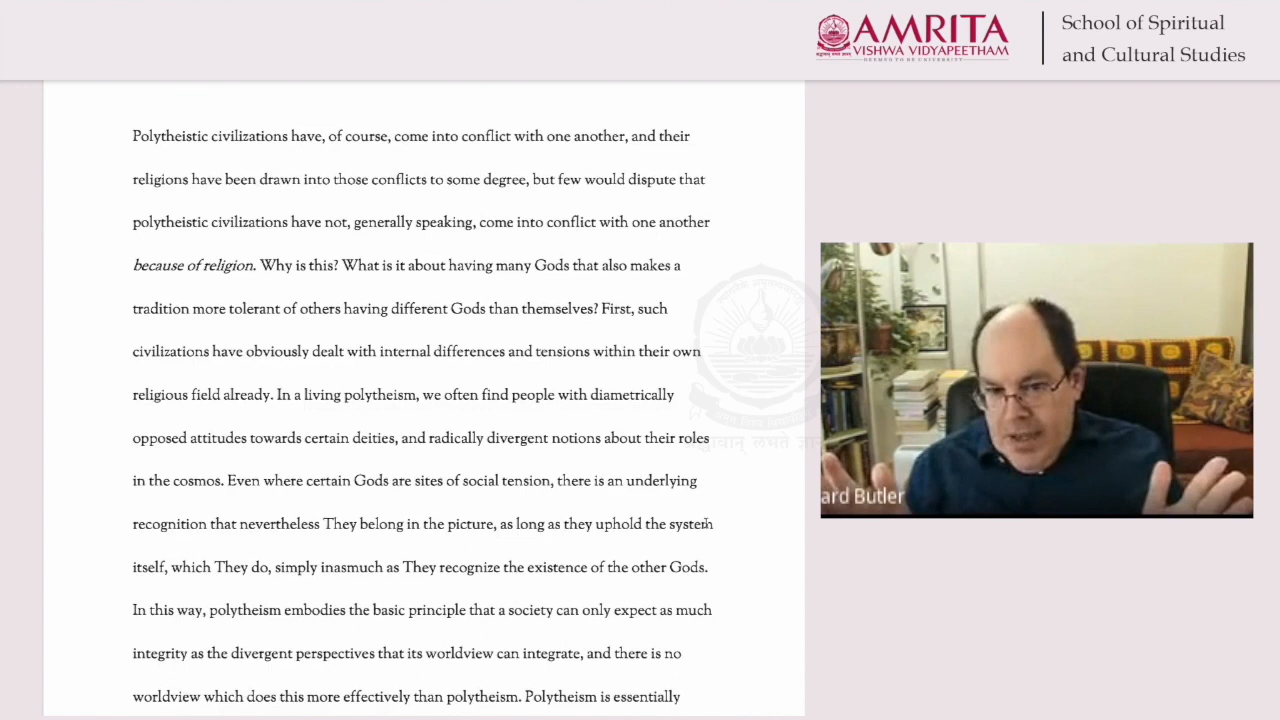 AMRITA
VISHWA VIDYAPEETHAM
DEEMED TO BE UNIVERSITY
School of Spiritual
and Cultural Studies
Polytheistic civilizations have, of course, come into conflict with one another, and their
religions have been drawn into those conflicts to some degree, but few would dispute that
polytheistic civilizations have not, generally speaking, come into conflict with one another
because of religion. Why is this? What is it about having many Gods that also makes a
tradition more tolerant of others having different Gods than themselves? First, such
civilizations have obviously dealt with internal differences and tensions within their own
religious field already. In a living polytheism, we often find people with diametrically
opposed attitudes towards certain deities, and radically divergent notions about their roles
in the cosmos. Even where certain Gods are sites of social tension, there is an underlying
recognition that nevertheless They belong in the picture, as long as they uphold the system
itself, which They do, simply inasmuch as They recognize the existence of the other Gods.
In this way, polytheism embodies the basic principle that a society can only expect as much
integrity as the divergent perspectives that its worldview can integrate, and there is no
worldview which does this more effectively than polytheism. Polytheism is essentially
ard Butler